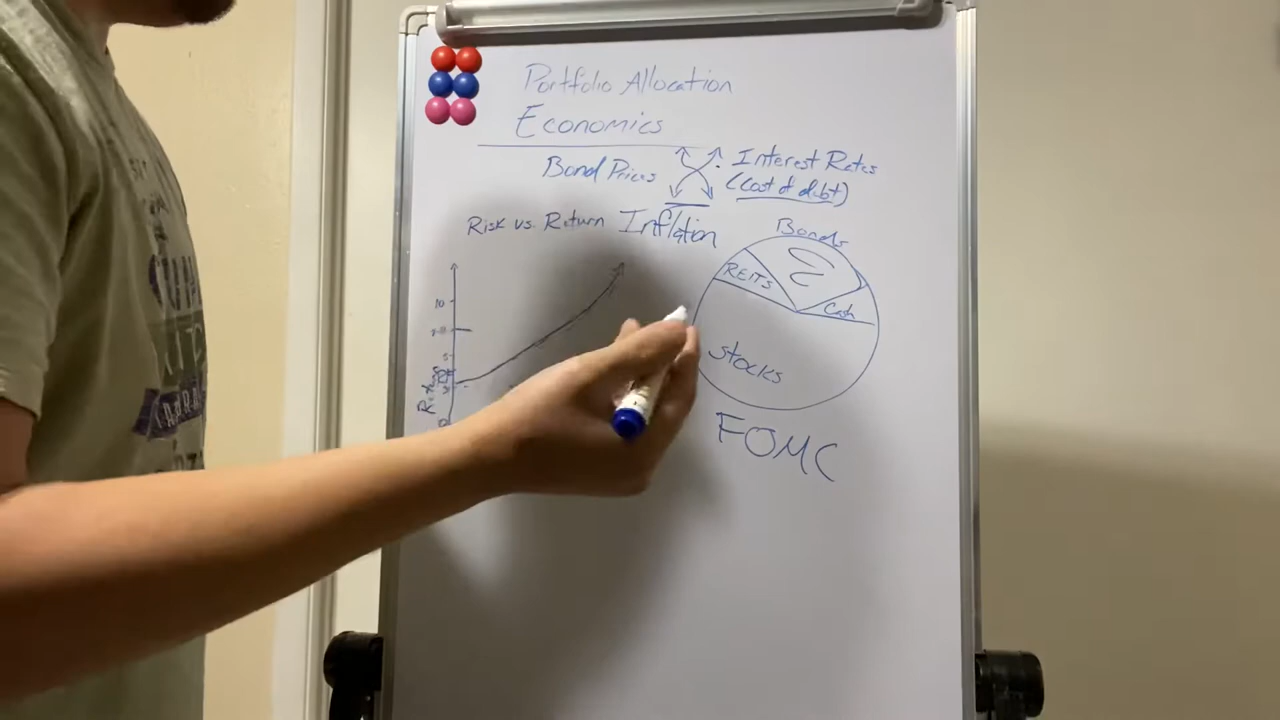 Portfolio Allocation
Economics
Bond Prices
Interest Rates
(Cost of debt)
Risk vs. Return
Inflation
Bonds
REITS
Cash
Stocks
10
Return
FOMC